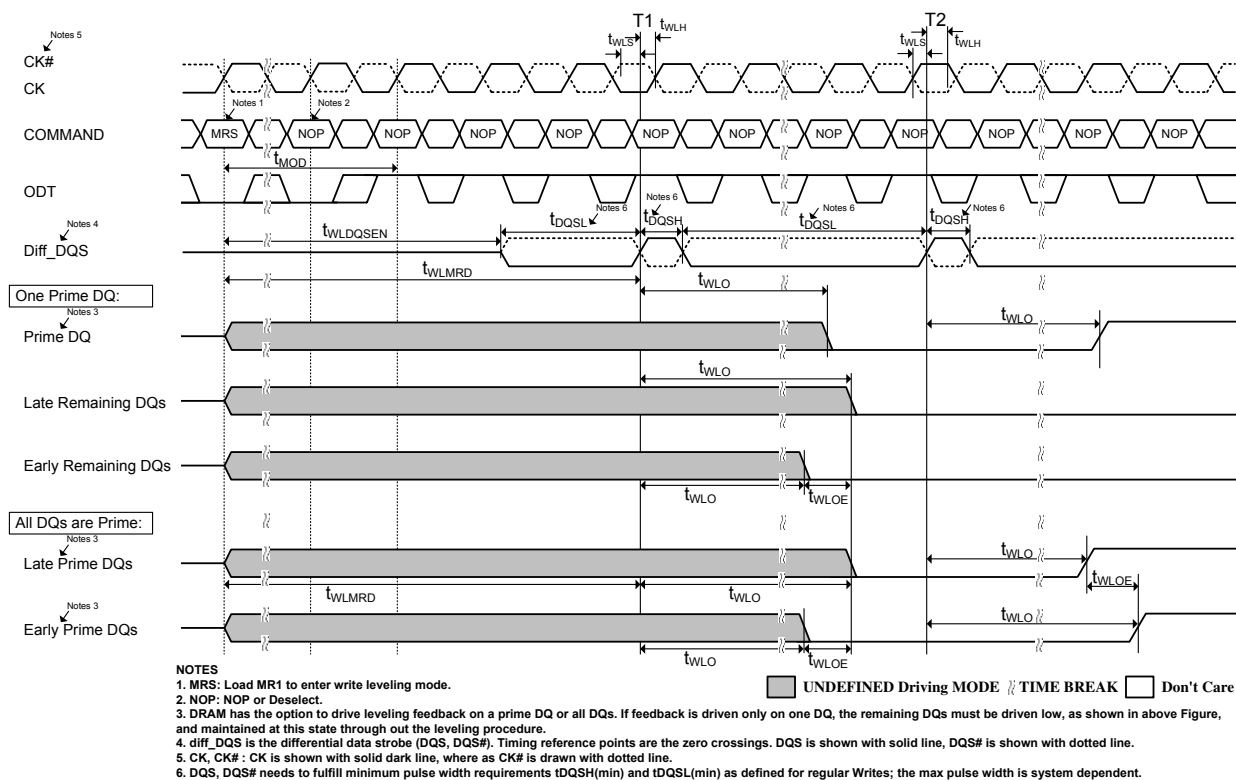 T1 T2
tWLS tWLH tWLS tWLH
Notes 5
CK#
CK
Notes 1 Notes 2
COMMAND MRS NOP NOP NOP NOP NOP NOP NOP NOP NOP NOP NOP
tMOD
ODT
Notes 6 Notes 6 Notes 6 Notes 6
tDQSL tDQSH tDQSL tDQSH
Notes 4
tWLDQSEN
Diff_DQS
tWLMRD
tWLO
One Prime DQ:
Notes 3
tWLO
Prime DQ
tWLO
Late Remaining DQs
Early Remaining DQs
tWLO tWLOE
All DQs are Prime:
Notes 3
tWLO
Late Prime DQs
tWLOE
tWLMRD tWLO
Notes 3
tWLO
Early Prime DQs
tWLO tWLOE
NOTES
1. MRS: Load MR1 to enter write leveling mode.
UNDEFINED Driving MODE TIME BREAK Don't Care
2. NOP: NOP or Deselect.
3. DRAM has the option to drive leveling feedback on a prime DQ or all DQs. If feedback is driven only on one DQ, the remaining DQs must be driven low, as shown in above Figure,
and maintained at this state through out the leveling procedure.
4. diff_DQS is the differential data strobe (DQS, DQS#). Timing reference points are the zero crossings. DQS is shown with solid line, DQS# is shown with dotted line.
5. CK, CK# : CK is shown with solid dark line, where as CK# is drawn with dotted line.
6. DQS, DQS# needs to fulfill minimum pulse width requirements tDQSH(min) and tDQSL(min) as defined for regular Writes; the max pulse width is system dependent.